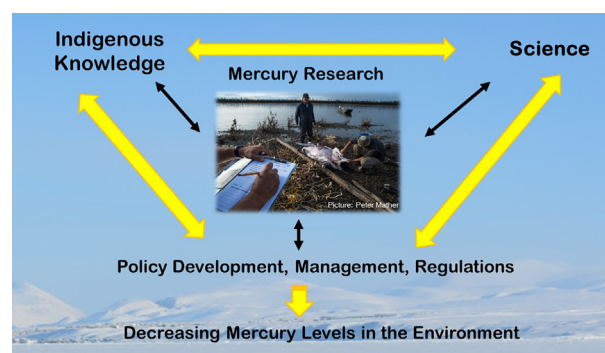 Indigenous
Knowledge
Science
Mercury Research
Picture: Peter Mather
Policy Development, Management, Regulations
Decreasing Mercury Levels in the Environment